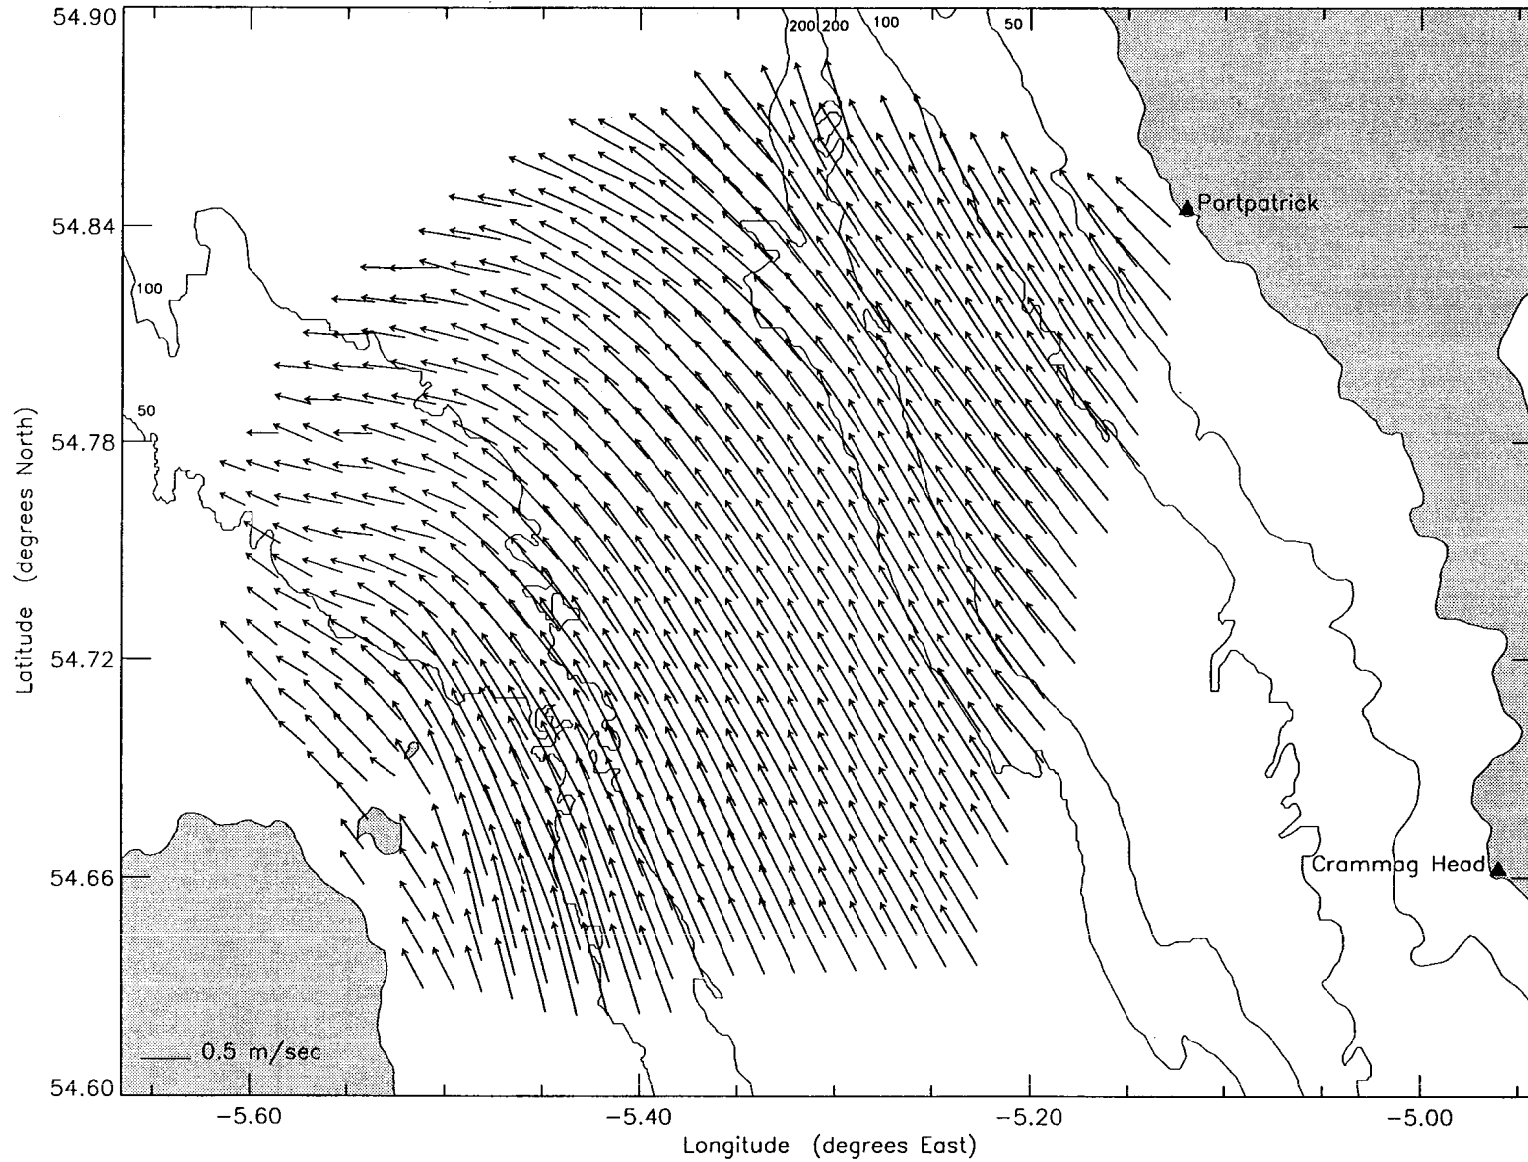 54.90
200 200 100 50
Portpatrick
54.84
100
50
54.78
Latitude (degrees North)
54.72
54.66
Crammag Head
0.5 m/sec
54.60
-5.60 -5.40 -5.20 -5.00
Longitude (degrees East)